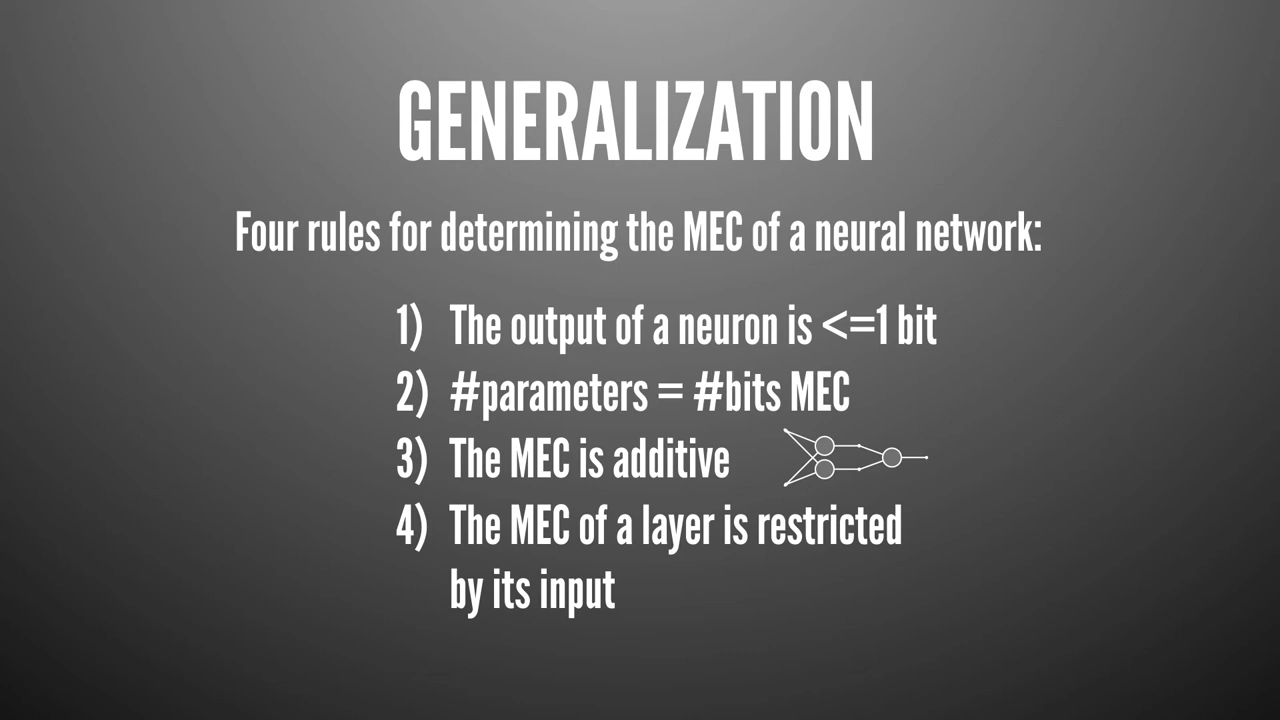 GENERALIZATION
Four rules for determining the MEC of a neural network:
1) The output of a neuron is <=1 bit
2) #parameters = #bits MEC
3) The MEC is additive
4) The MEC of a layer is restricted
by its input